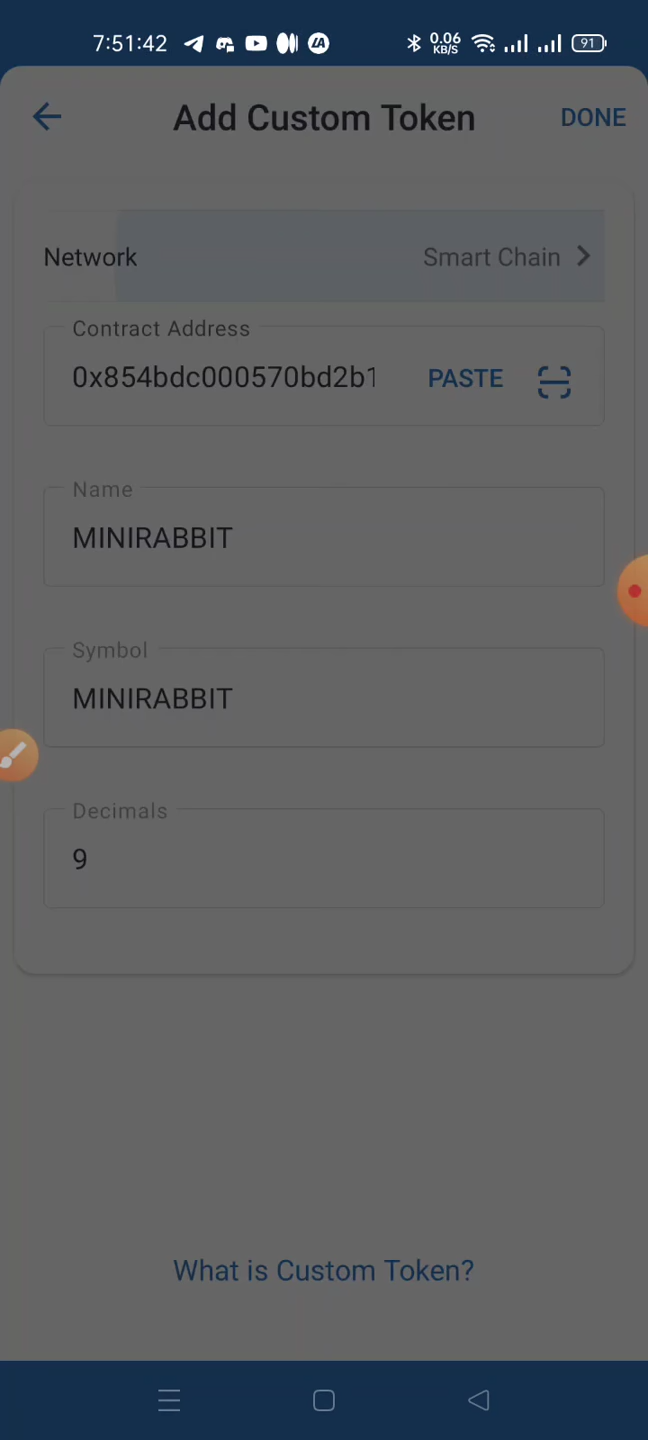 7:51:42 0.06 KB/S 91
Add Custom Token DONE
Network Smart Chain
Contract Address
0x854bdc000570bd2b1 PASTE
Name
MINIRABBIT
Symbol
MINIRABBIT
Decimals
9
What is Custom Token?